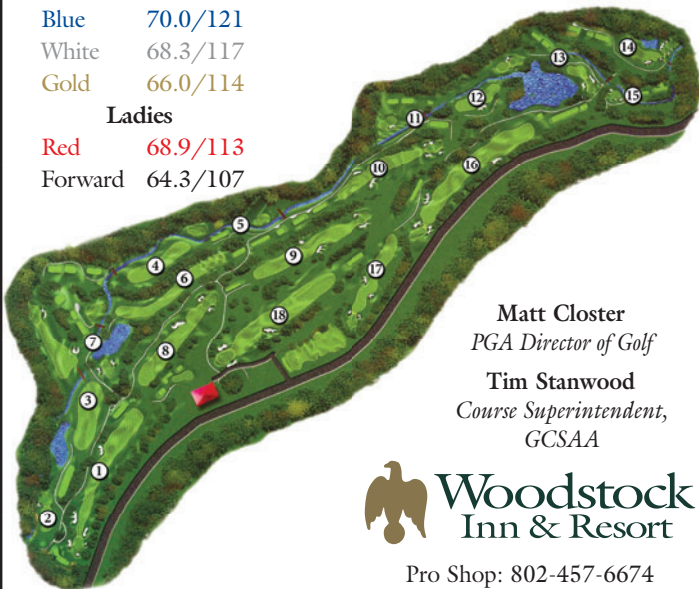 Blue 70.0/121
White 68.3/117
Gold 66.0/114
Ladies
Red 68.9/113
Forward 64.3/107
14
13
15
12
11
16
10
5
9
4
17
6
18
7
8
3
1
2
Matt Closter
PGA Director of Golf
Tim Stanwood
Course Superintendent,
GCSAA
Woodstock
Inn & Resort
Pro Shop: 802-457-6674